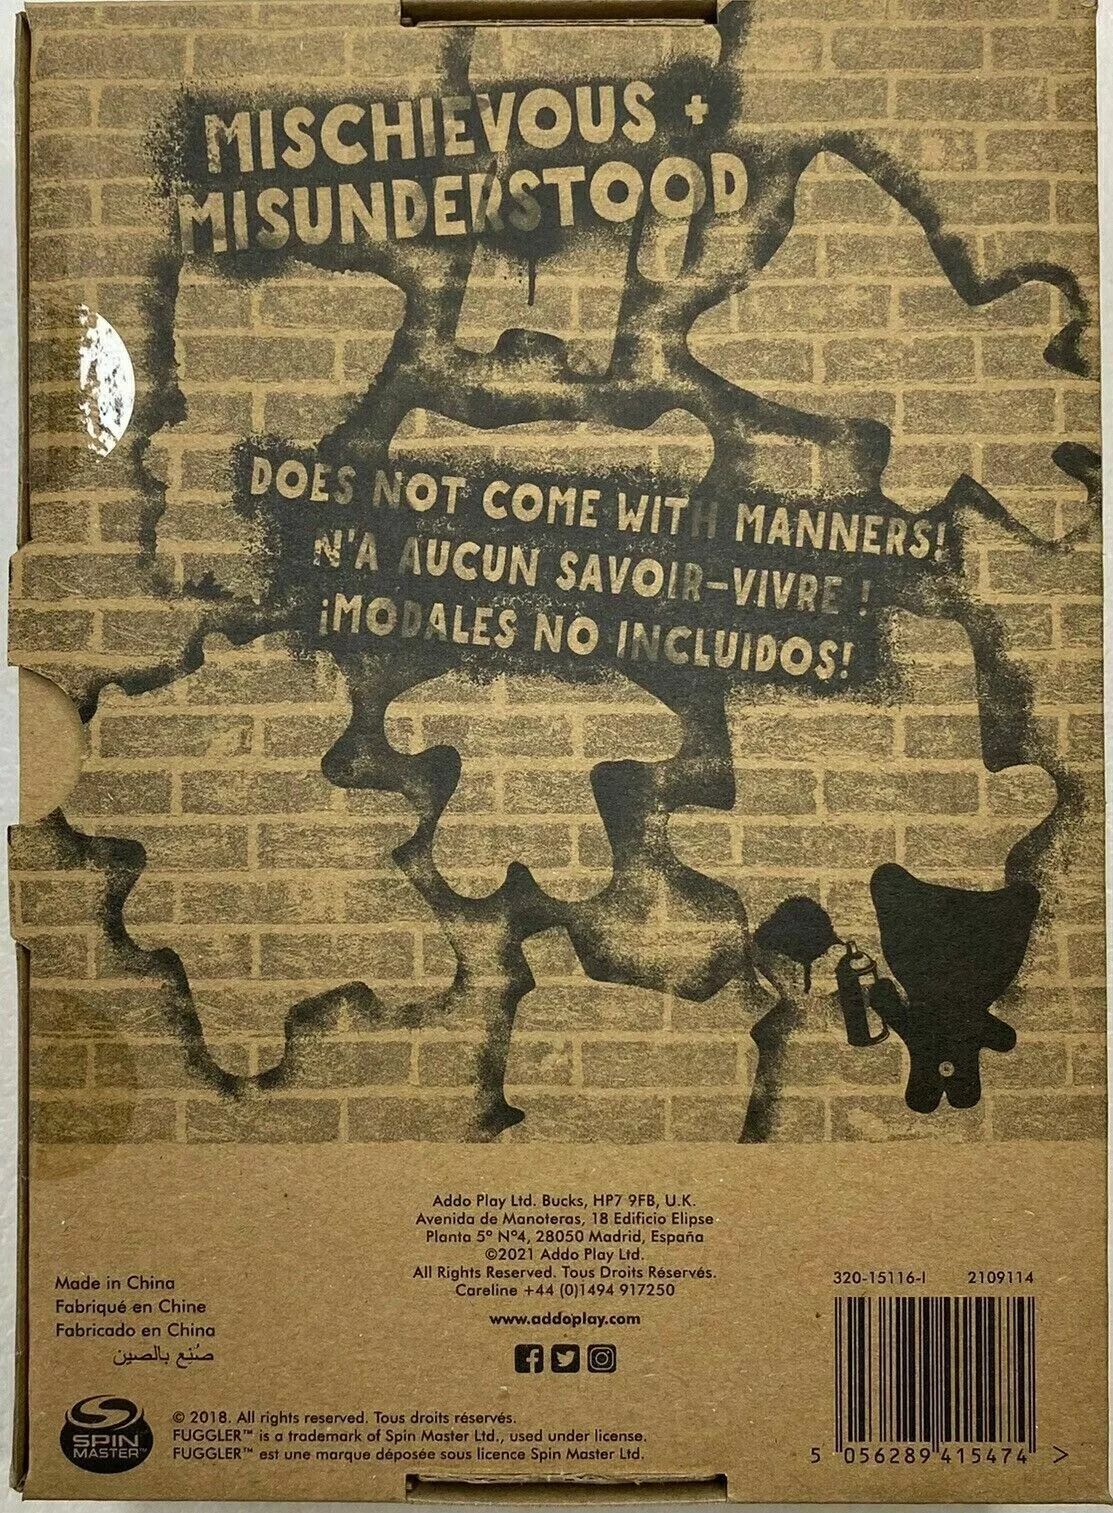 MISCHIEVOUS +
MISUNDERSTOOD
DOES NOT COME WITH MANNERS!
N'A AUCUN SAVOIR-VIVRE !
¡MODALES NO INCLUIDOS!
Addo Play Ltd. Bucks, HP7 9FB, U.K.
Avenida de Manoteras, 18 Edificio Elipse
Planta 5º Nº4, 28050 Madrid, España
©2021 Addo Play Ltd.
All Rights Reserved. Tous Droits Réservés.
Careline +44 (0)1494 917250
www.addoplay.com
Made in China
Fabriqué en Chine
Fabricado en China
صُنِع بالصين
320-15116-I 2109114
SPIN
MASTER™
© 2018. All rights reserved. Tous droits réservés.
FUGGLER™ is a trademark of Spin Master Ltd., used under license.
FUGGLER™ est une marque déposée sous licence Spin Master Ltd.
5 056289 415474 >